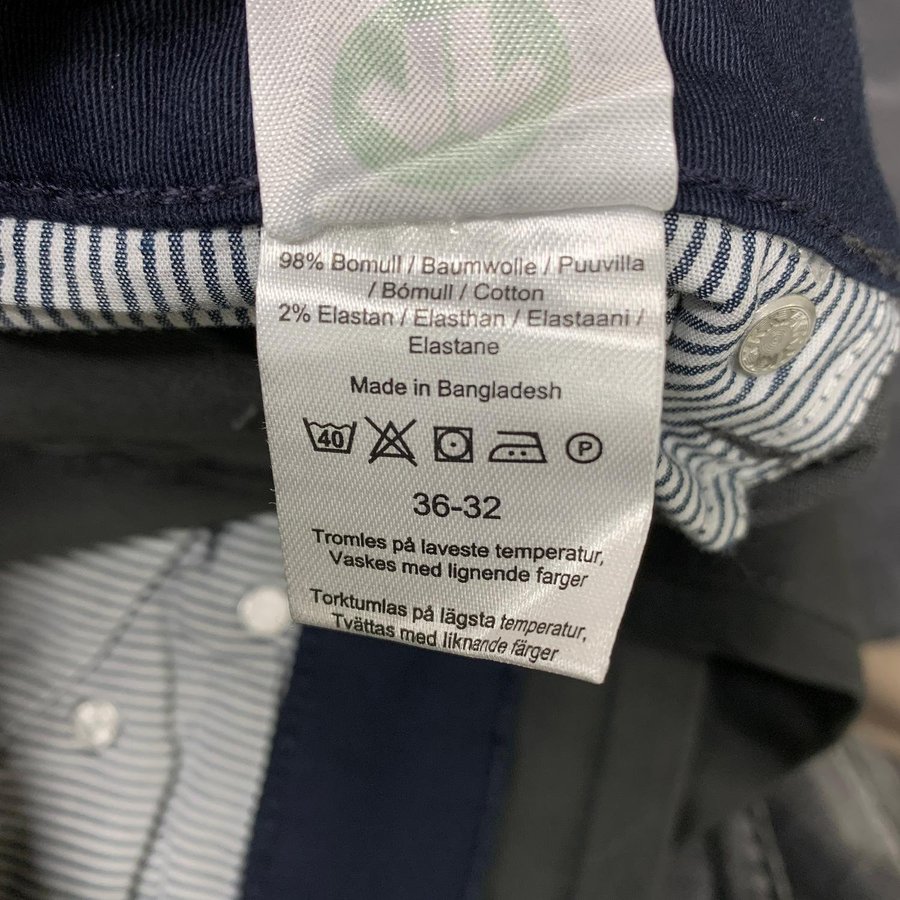 98% Bomull / Baumwolle / Puuvilla
/ Bómull / Cotton
2% Elastan / Elasthan / Elastaani /
Elastane
Made in Bangladesh
40 P
36-32
Tromles på laveste temperatur,
Vaskes med lignende farger
Torktumlas på lägsta temperatur,
Tvättas med liknande färger